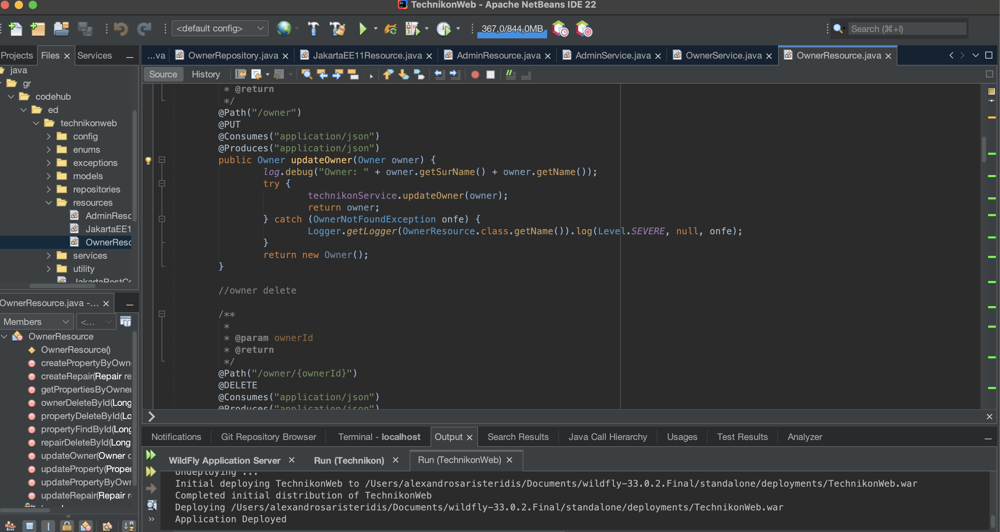 TechnikonWeb - Apache NetBeans IDE 22
<default config>
367,0/844,0MB
Search (⌘+I)
Projects
Files
Services
...va
OwnerRepository.java
JakartaEE11Resource.java
AdminResource.java
AdminService.java
OwnerService.java
OwnerResource.java
Source
History
java
gr
codehub
ed
technikonweb
config
enums
exceptions
models
repositories
resources
AdminResc
JakartaEE1
OwnerResc
services
utility
* @return
*/
@Path("/owner")
@PUT
@Consumes("application/json")
@Produces("application/json")
public Owner updateOwner(Owner owner) {
log.debug("Owner: " + owner.getSurName() + owner.getName());
try {
technikonService.updateOwner(owner);
return owner;
} catch (OwnerNotFoundException onfe) {
Logger.getLogger(OwnerResource.class.getName()).log(Level.SEVERE, null, onfe);
}
return new Owner();
}
//owner delete
/**
*
* @param ownerId
* @return
*/
@Path("/owner/{ownerId}")
@DELETE
@Consumes("application/json")
@Produces("application/json")
OwnerResource.java -...
Members
<...
OwnerResource
OwnerResource()
createPropertyByOwn
createRepair(Repair re
getPropertiesByOwner
ownerDeleteById(Long
propertyDeleteById(Lo
propertyFindById(Long
repairDeleteById(Long
updateOwner(Owner o
updateProperty(Proper
updatePropertyByOwn
updateRepair(Repair r
Notifications
Git Repository Browser
Terminal - localhost
Output
Search Results
Java Call Hierarchy
Usages
Test Results
Analyzer
WildFly Application Server
Run (Technikon)
Run (TechnikonWeb)
Undeploying ...
Initial deploying TechnikonWeb to /Users/alexandrosaristeridis/Documents/wildfly-33.0.2.Final/standalone/deployments/TechnikonWeb.war
Completed initial distribution of TechnikonWeb
Deploying /Users/alexandrosaristeridis/Documents/wildfly-33.0.2.Final/standalone/deployments/TechnikonWeb.war
Application Deployed